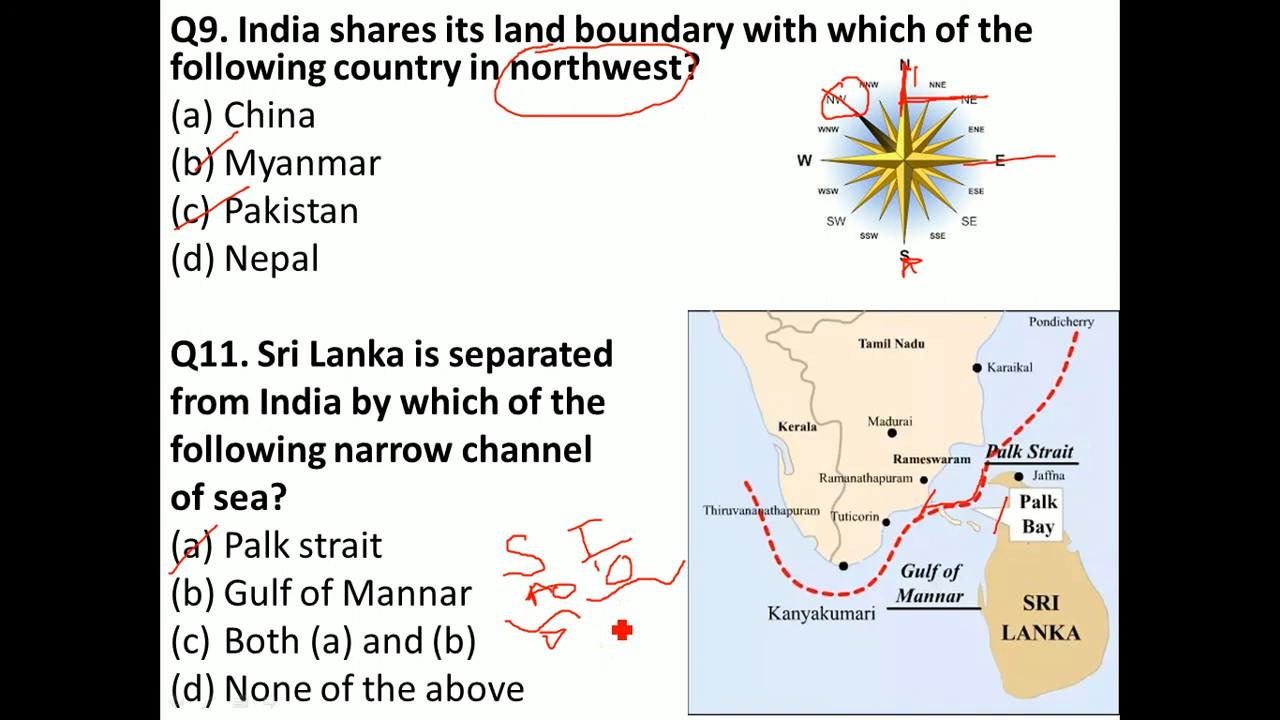 Q9. India shares its land boundary with which of the
following country in northwest?
(a) China
(b) Myanmar
(c) Pakistan
(d) Nepal
N
NNW
NNE
NW
NE
WNW
ENE
W
E
WSW
ESE
SW
SE
SSW
SSE
S
Q11. Sri Lanka is separated
from India by which of the
following narrow channel
of sea?
(a) Palk strait
(b) Gulf of Mannar
(c) Both (a) and (b)
(d) None of the above
Pondicherry
Tamil Nadu
Karaikal
Madurai
Kerala
Rameswaram
Palk Strait
Ramanathapuram
Jaffna
Thiruvananathapuram
Tuticorin
Palk
Bay
Gulf of
Mannar
Kanyakumari
SRI
LANKA